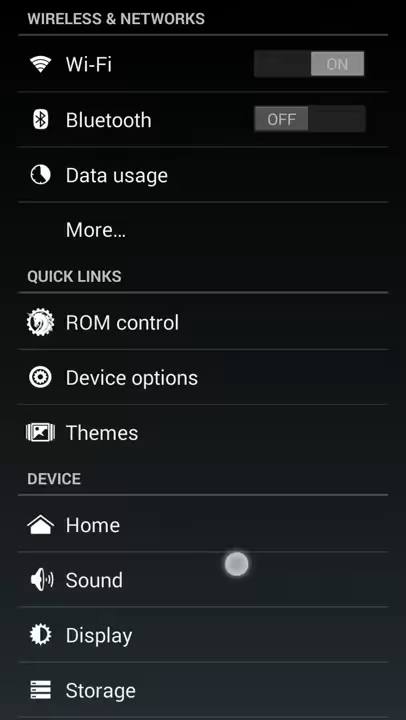 WIRELESS & NETWORKS
Wi-Fi ON
Bluetooth OFF
Data usage
More...
QUICK LINKS
ROM control
Device options
Themes
DEVICE
Home
Sound
Display
Storage